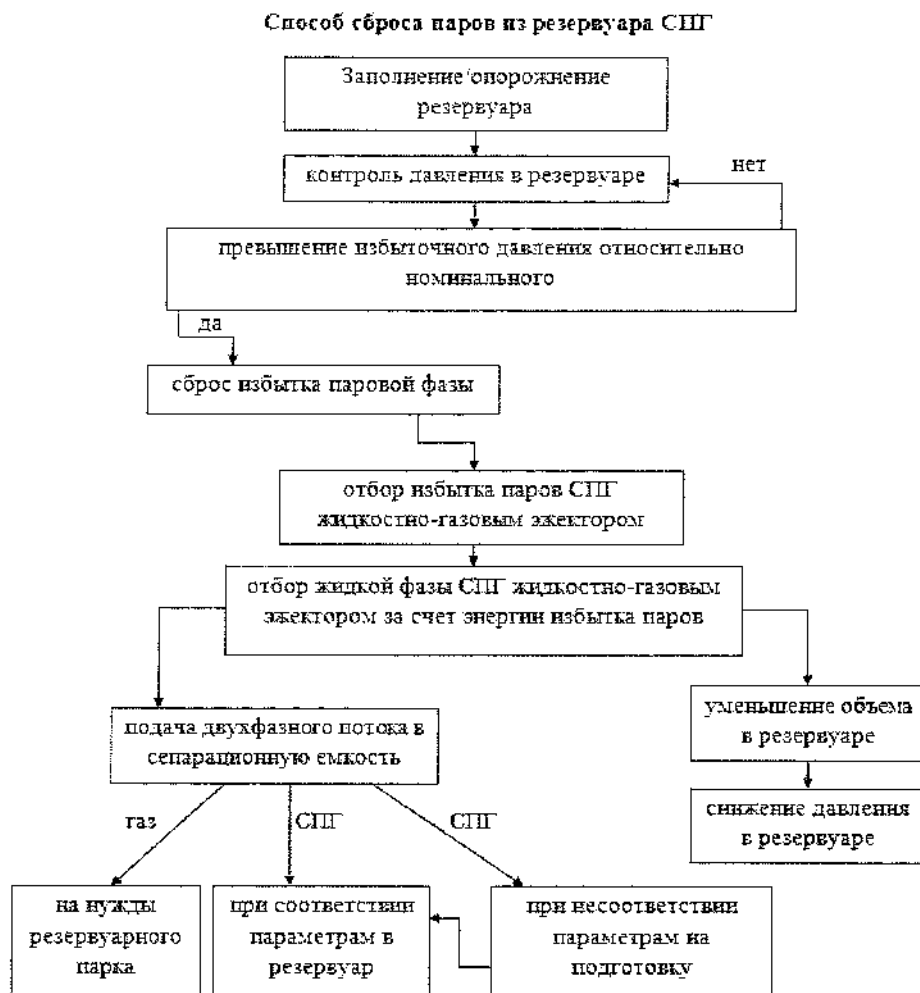 Способ сброса паров из резервуара СПГ
Заполнение/опорожнение
резервуара
контроль давления в резервуаре
нет
превышение избыточного давления относительно
номинального
да
сброс избытка паровой фазы
отбор избытка паров СПГ
жидкостно-газовым эжектором
отбор жидкой фазы СПГ жидкостно-газовым
эжектором за счет энергии избытка паров
подача двухфазного потока в
сепарационную емкость
уменьшение объема
в резервуаре
снижение давления
в резервуаре
газ
СПГ
СПГ
на нужды
резервуарного
парка
при соответствии
параметрам в
резервуар
при несоответствии
параметрам на
подготовку